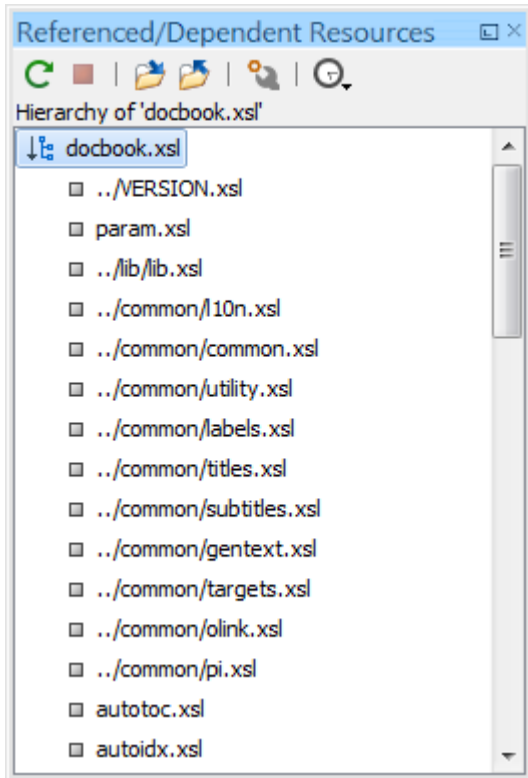 Referenced/Dependent Resources
Hierarchy of 'docbook.xsl'
docbook.xsl
../VERSION.xsl
param.xsl
../lib/lib.xsl
../common/l10n.xsl
../common/common.xsl
../common/utility.xsl
../common/labels.xsl
../common/titles.xsl
../common/subtitles.xsl
../common/gentext.xsl
../common/targets.xsl
../common/olink.xsl
../common/pi.xsl
autotoc.xsl
autoidx.xsl